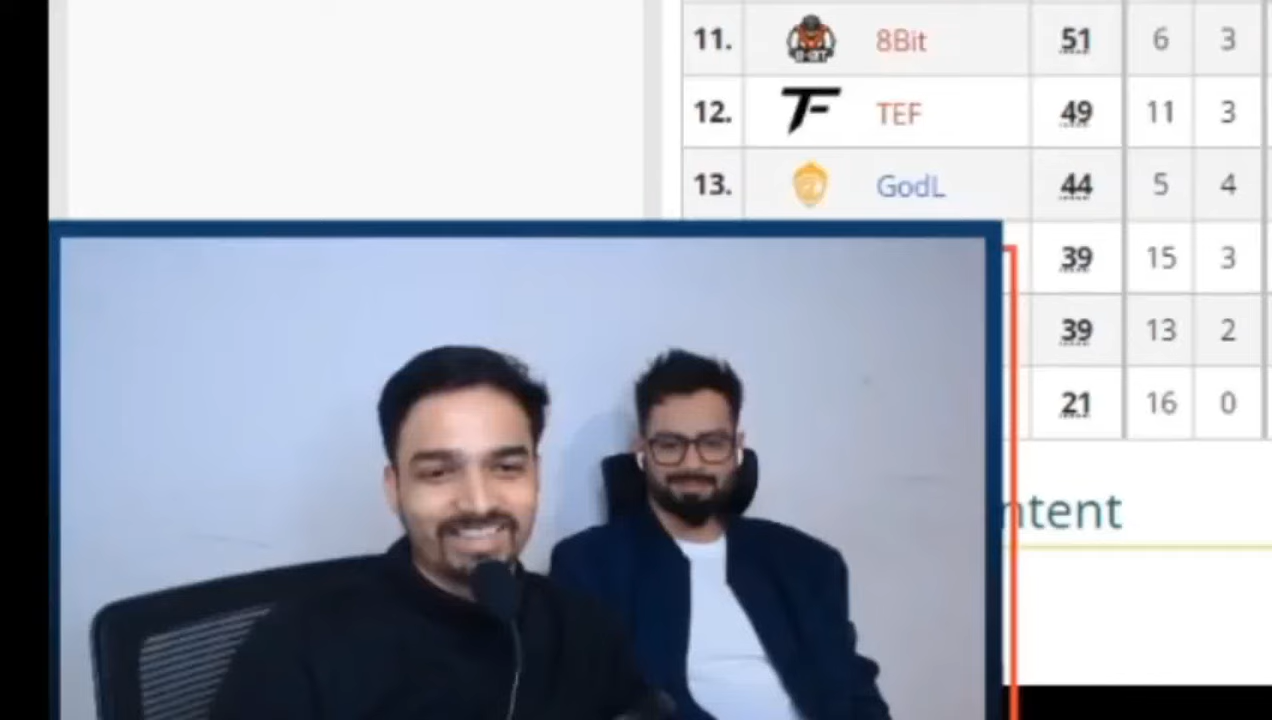 11. 8Bit 51 6 3
12. TEF 49 11 3
13. GodL 44 5 4
39 15 3
39 13 2
21 16 0
ntent